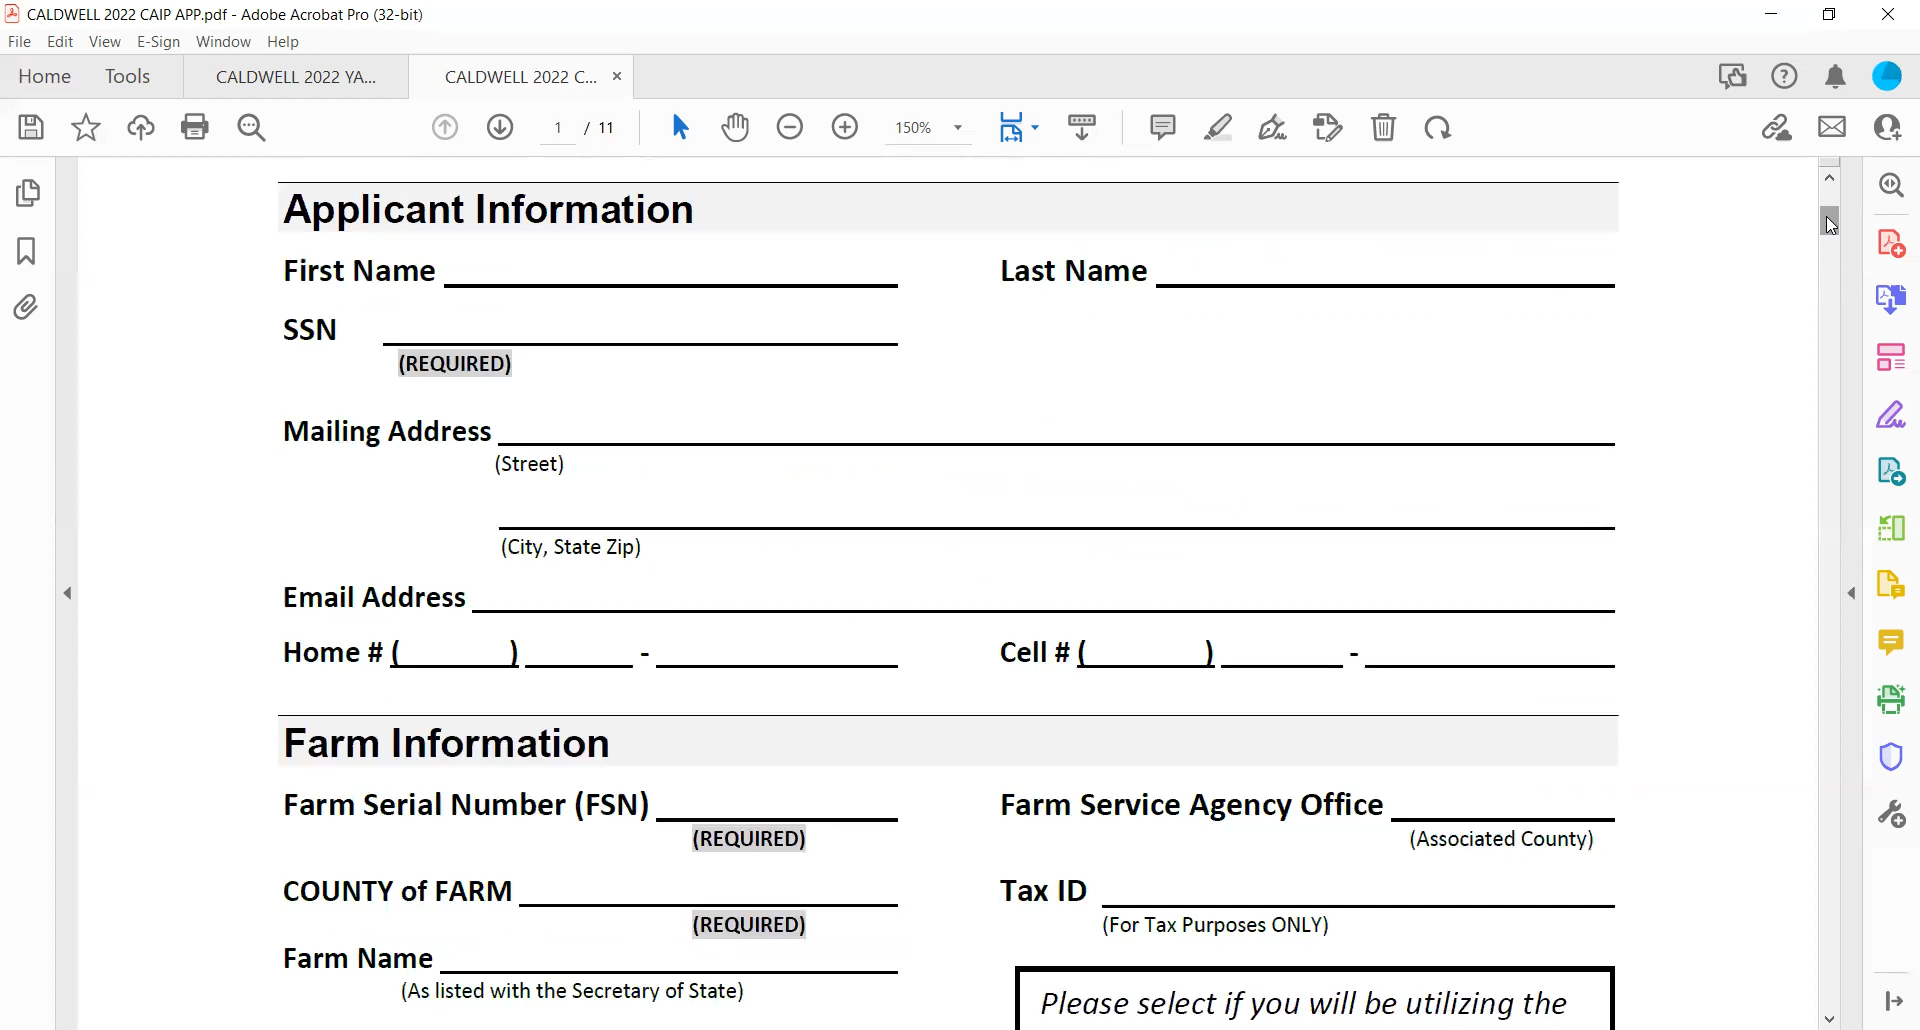 CALDWELL 2022 CAIP APP.pdf - Adobe Acrobat Pro (32-bit)
File Edit View E-Sign Window Help
Home Tools CALDWELL 2022 YA... CALDWELL 2022 C... ×
1 / 11 150%
Applicant Information
First Name Last Name
SSN
(REQUIRED)
Mailing Address
(Street)
(City, State Zip)
Email Address
Home # ( ) - Cell # ( ) -
Farm Information
Farm Serial Number (FSN) Farm Service Agency Office
(REQUIRED) (Associated County)
COUNTY of FARM Tax ID
(REQUIRED) (For Tax Purposes ONLY)
Farm Name
(As listed with the Secretary of State)
Please select if you will be utilizing the